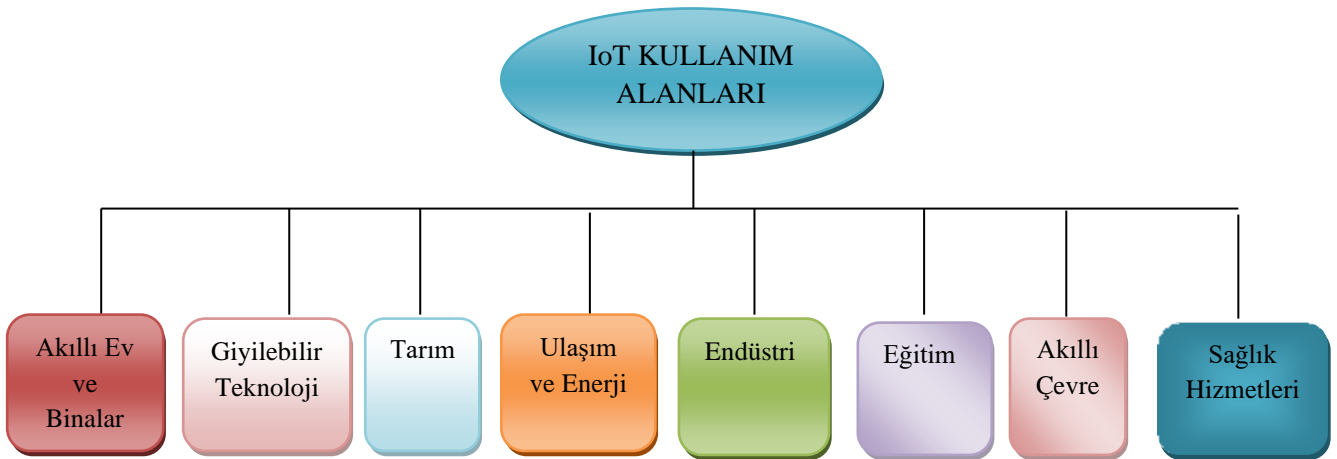 IoT KULLANIM
ALANLARI
Akıllı Ev
ve
Binalar
Giyilebilir
Teknoloji
Tarım
Ulaşım
ve Enerji
Endüstri
Eğitim
Akıllı
Çevre
Sağlık
Hizmetleri